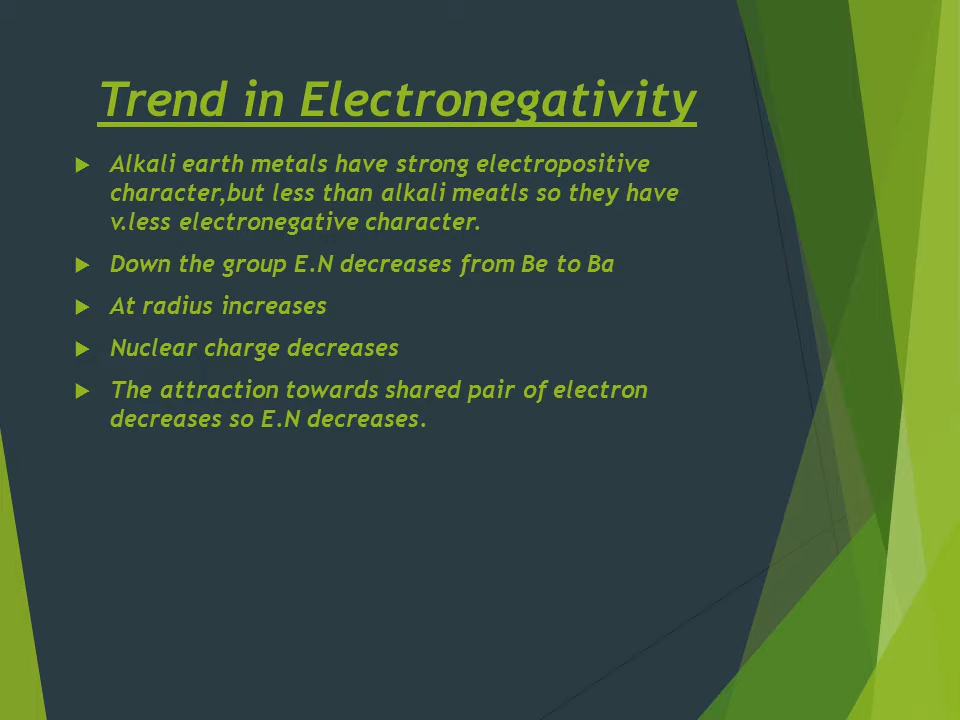 Trend in Electronegativity
Alkali earth metals have strong electropositive
character,but less than alkali meatls so they have
v.less electronegative character.
Down the group E.N decreases from Be to Ba
At radius increases
Nuclear charge decreases
The attraction towards shared pair of electron
decreases so E.N decreases.